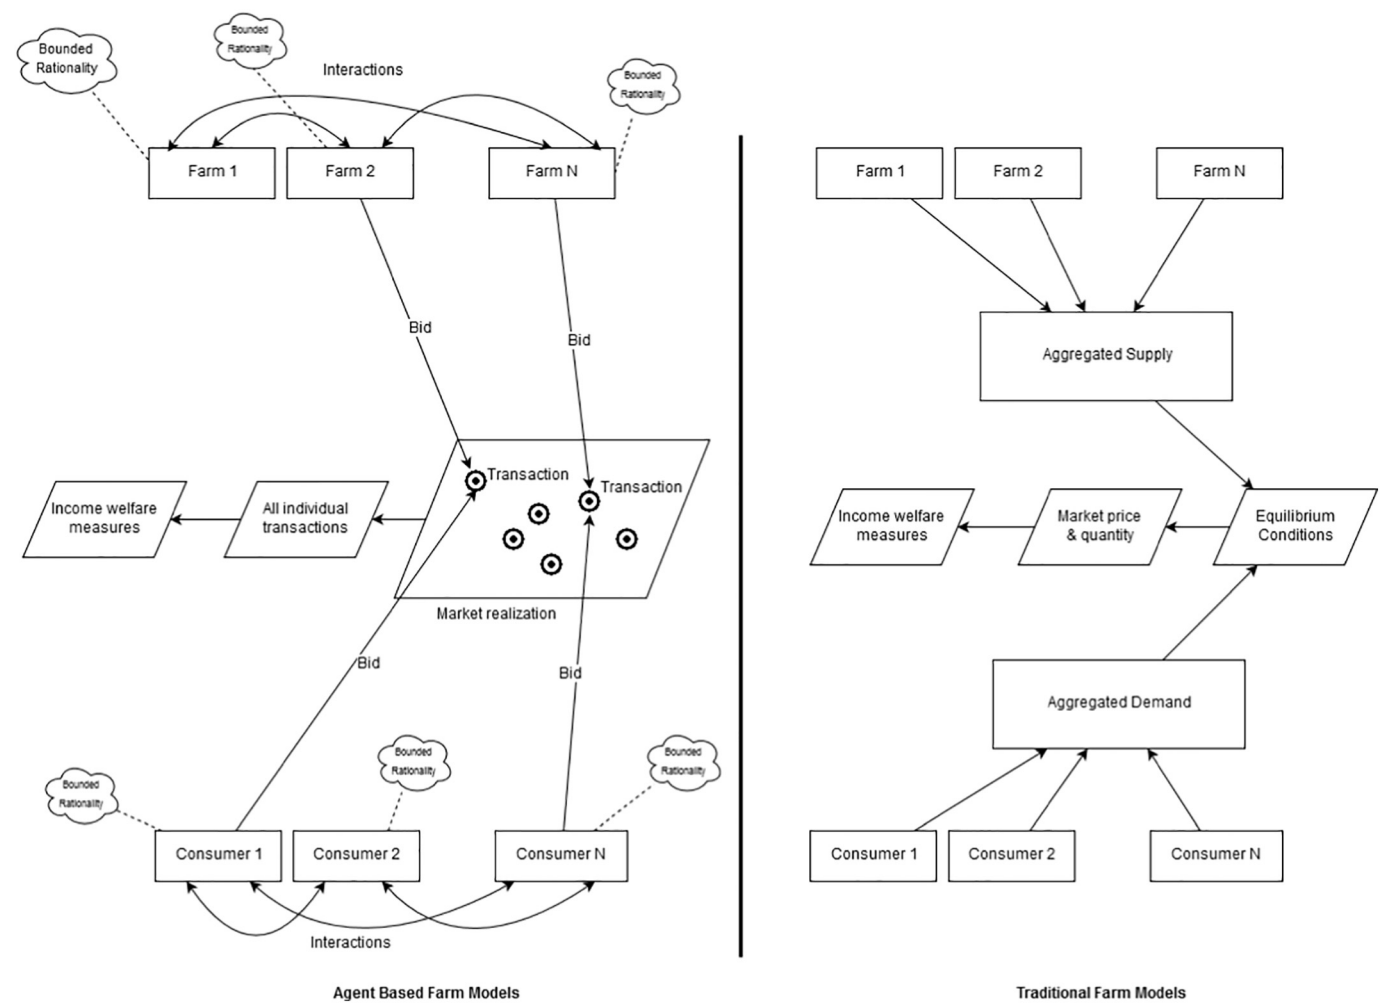 Bounded
Rationality
Bounded
Rationality
Interactions
Bounded
Rationality
Farm 1
Farm 2
Farm N
Bid
Bid
Transaction
Transaction
Income welfare
measures
All individual
transactions
Market realization
Bid
Bid
Bounded
Rationality
Bounded
Rationality
Bounded
Rationality
Consumer 1
Consumer 2
Consumer N
Interactions
Agent Based Farm Models
Farm 1
Farm 2
Farm N
Aggregated Supply
Income welfare
measures
Market price
& quantity
Equilibrium
Conditions
Aggregated Demand
Consumer 1
Consumer 2
Consumer N
Traditional Farm Models